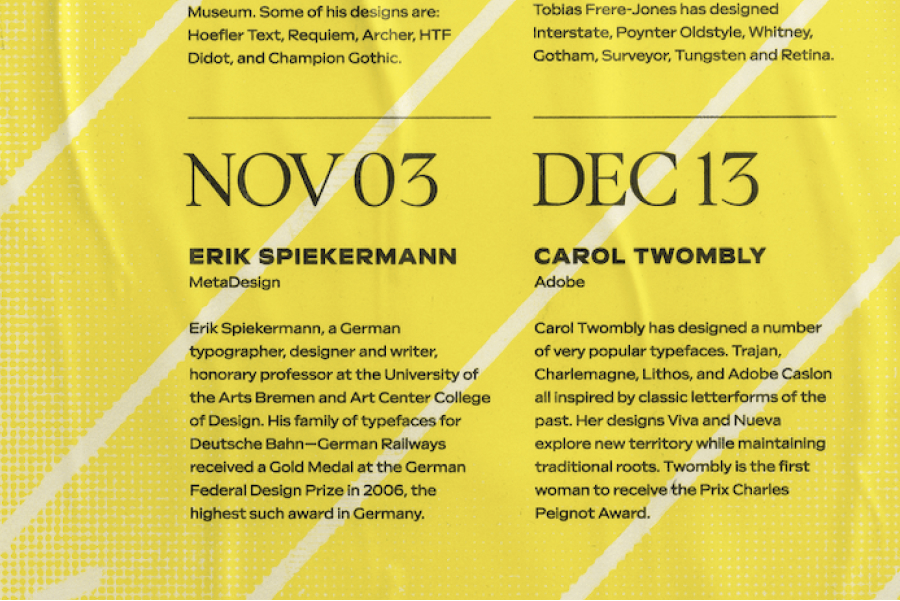 Museum. Some of his designs are:
Hoefler Text, Requiem, Archer, HTF
Didot, and Champion Gothic.
Tobias Frere-Jones has designed
Interstate, Poynter Oldstyle, Whitney,
Gotham, Surveyor, Tungsten and Retina.
NOV 03
ERIK SPIEKERMANN
MetaDesign
Erik Spiekermann, a German
typographer, designer and writer,
honorary professor at the University of
the Arts Bremen and Art Center College
of Design. His family of typefaces for
Deutsche Bahn—German Railways
received a Gold Medal at the German
Federal Design Prize in 2006, the
highest such award in Germany.
DEC 13
CAROL TWOMBLY
Adobe
Carol Twombly has designed a number
of very popular typefaces. Trajan,
Charlemagne, Lithos, and Adobe Caslon
all inspired by classic letterforms of the
past. Her designs Viva and Nueva
explore new territory while maintaining
traditional roots. Twombly is the first
woman to receive the Prix Charles
Peignot Award.